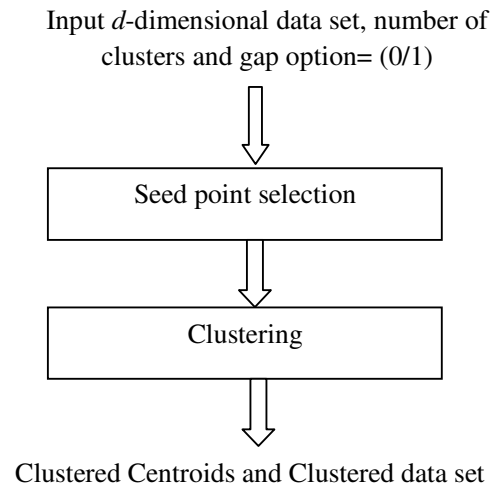 Input d-dimensional data set, number of
clusters and gap option= (0/1)
Seed point selection
Clustering
Clustered Centroids and Clustered data set